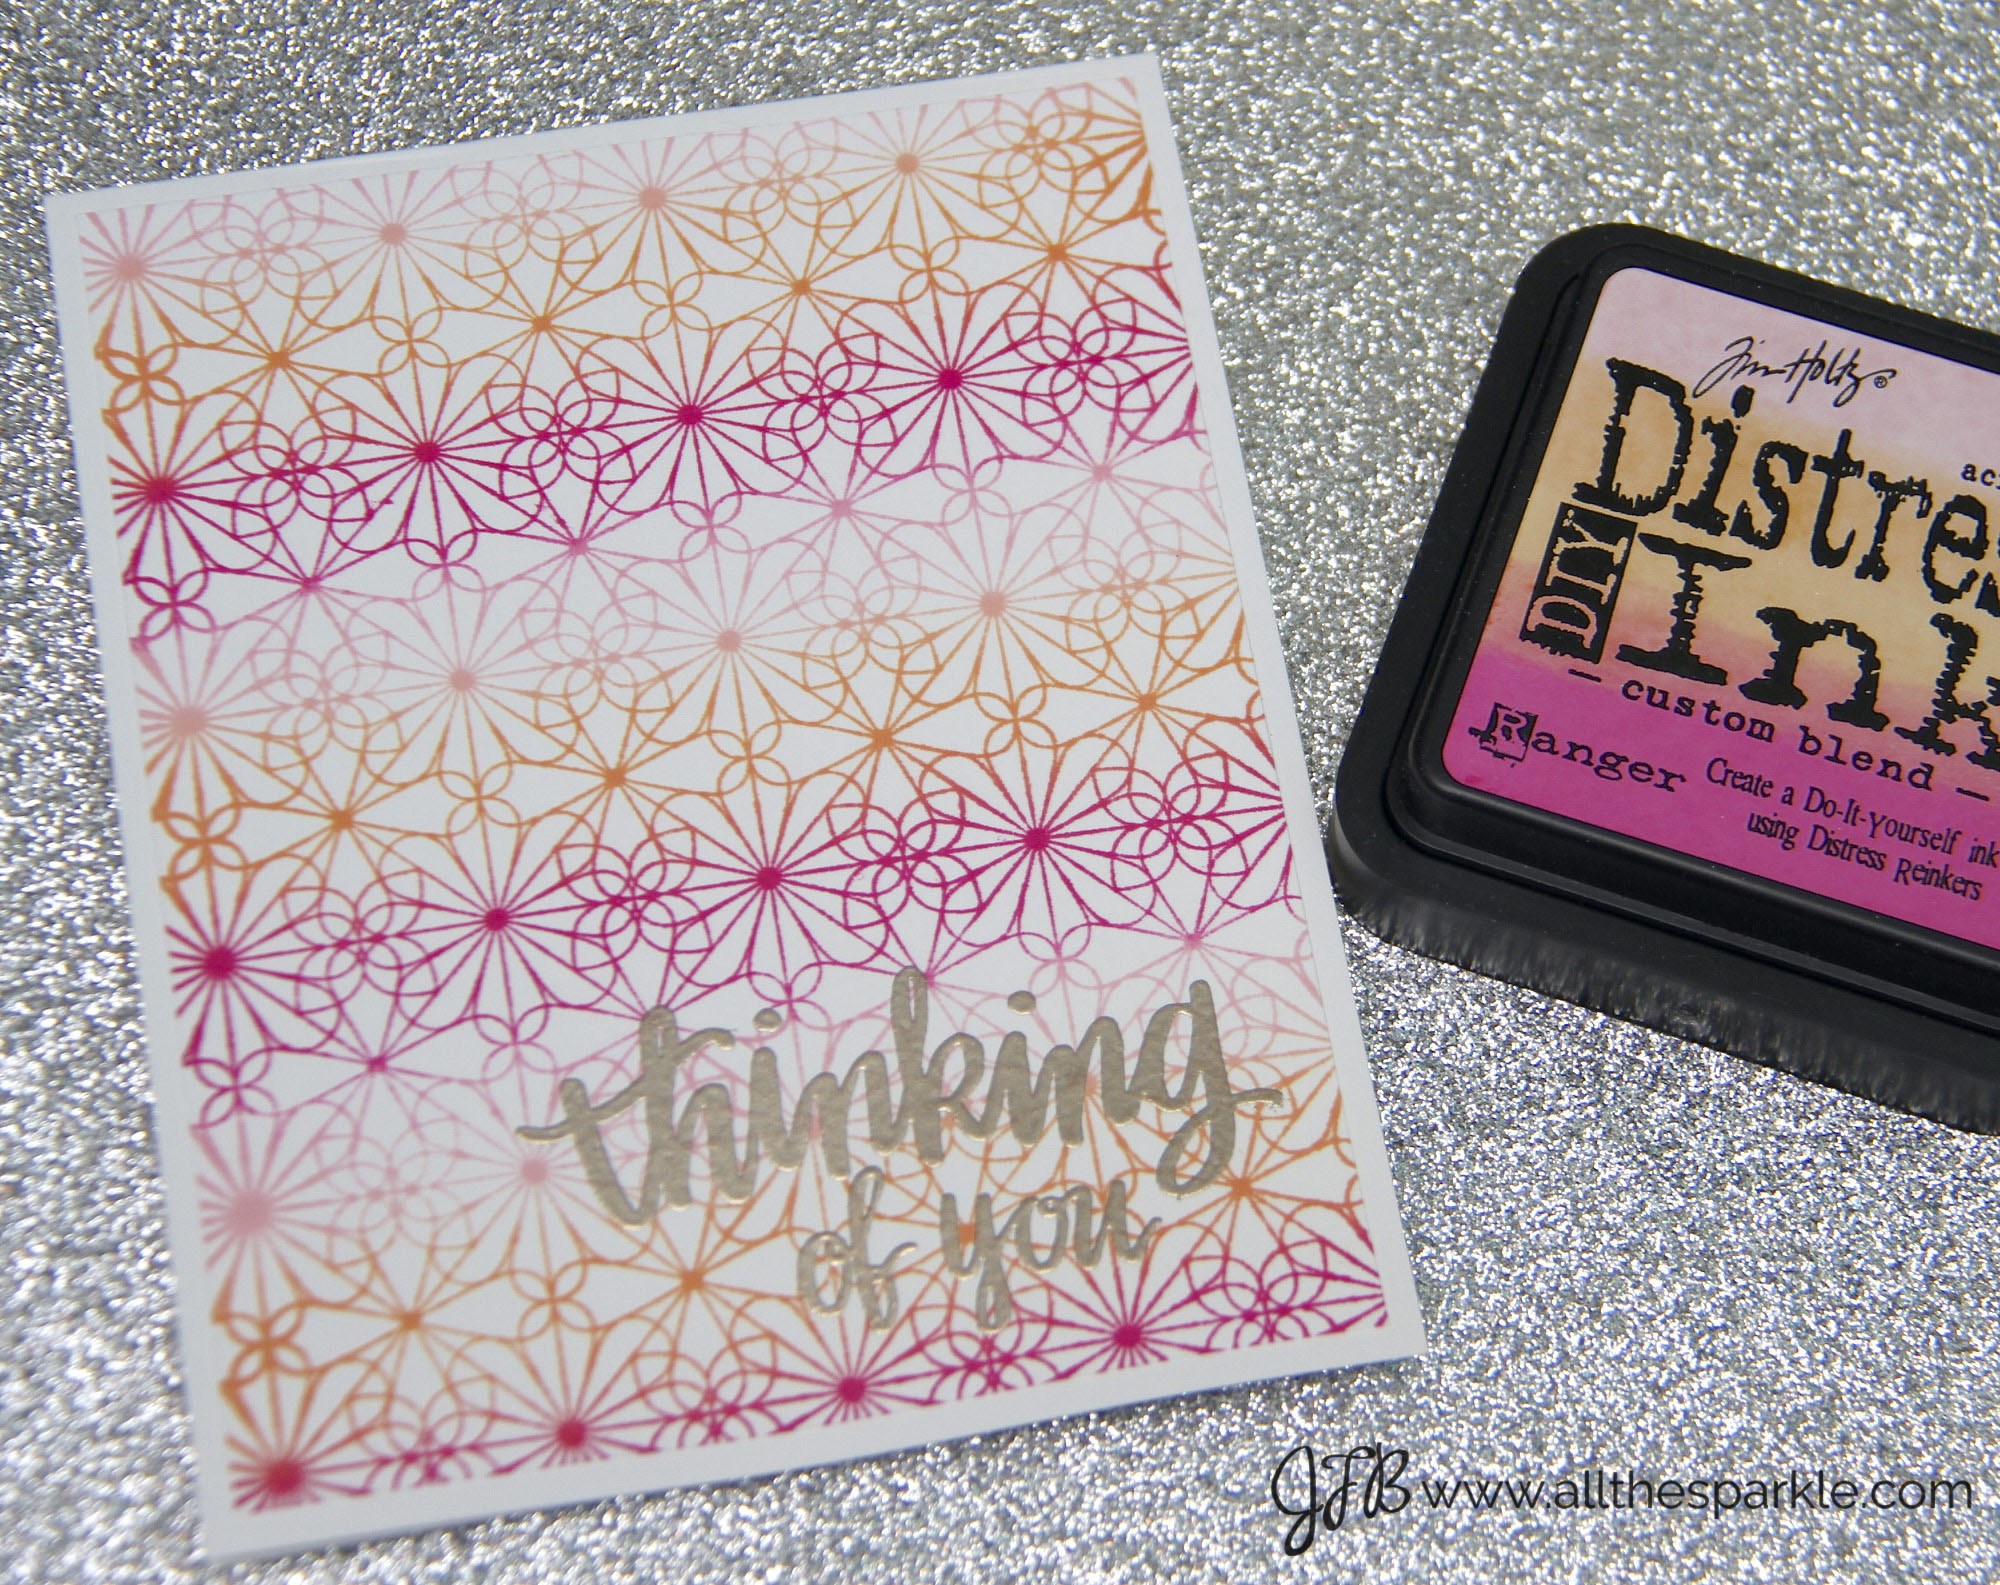 thinking
of you
Tim Holtz®
Distres
DIY
Ink
— custom blend —
Ranger
Create a Do-It-Yourself ink
using Distress Reinkers
JFB www.allthesparkle.com